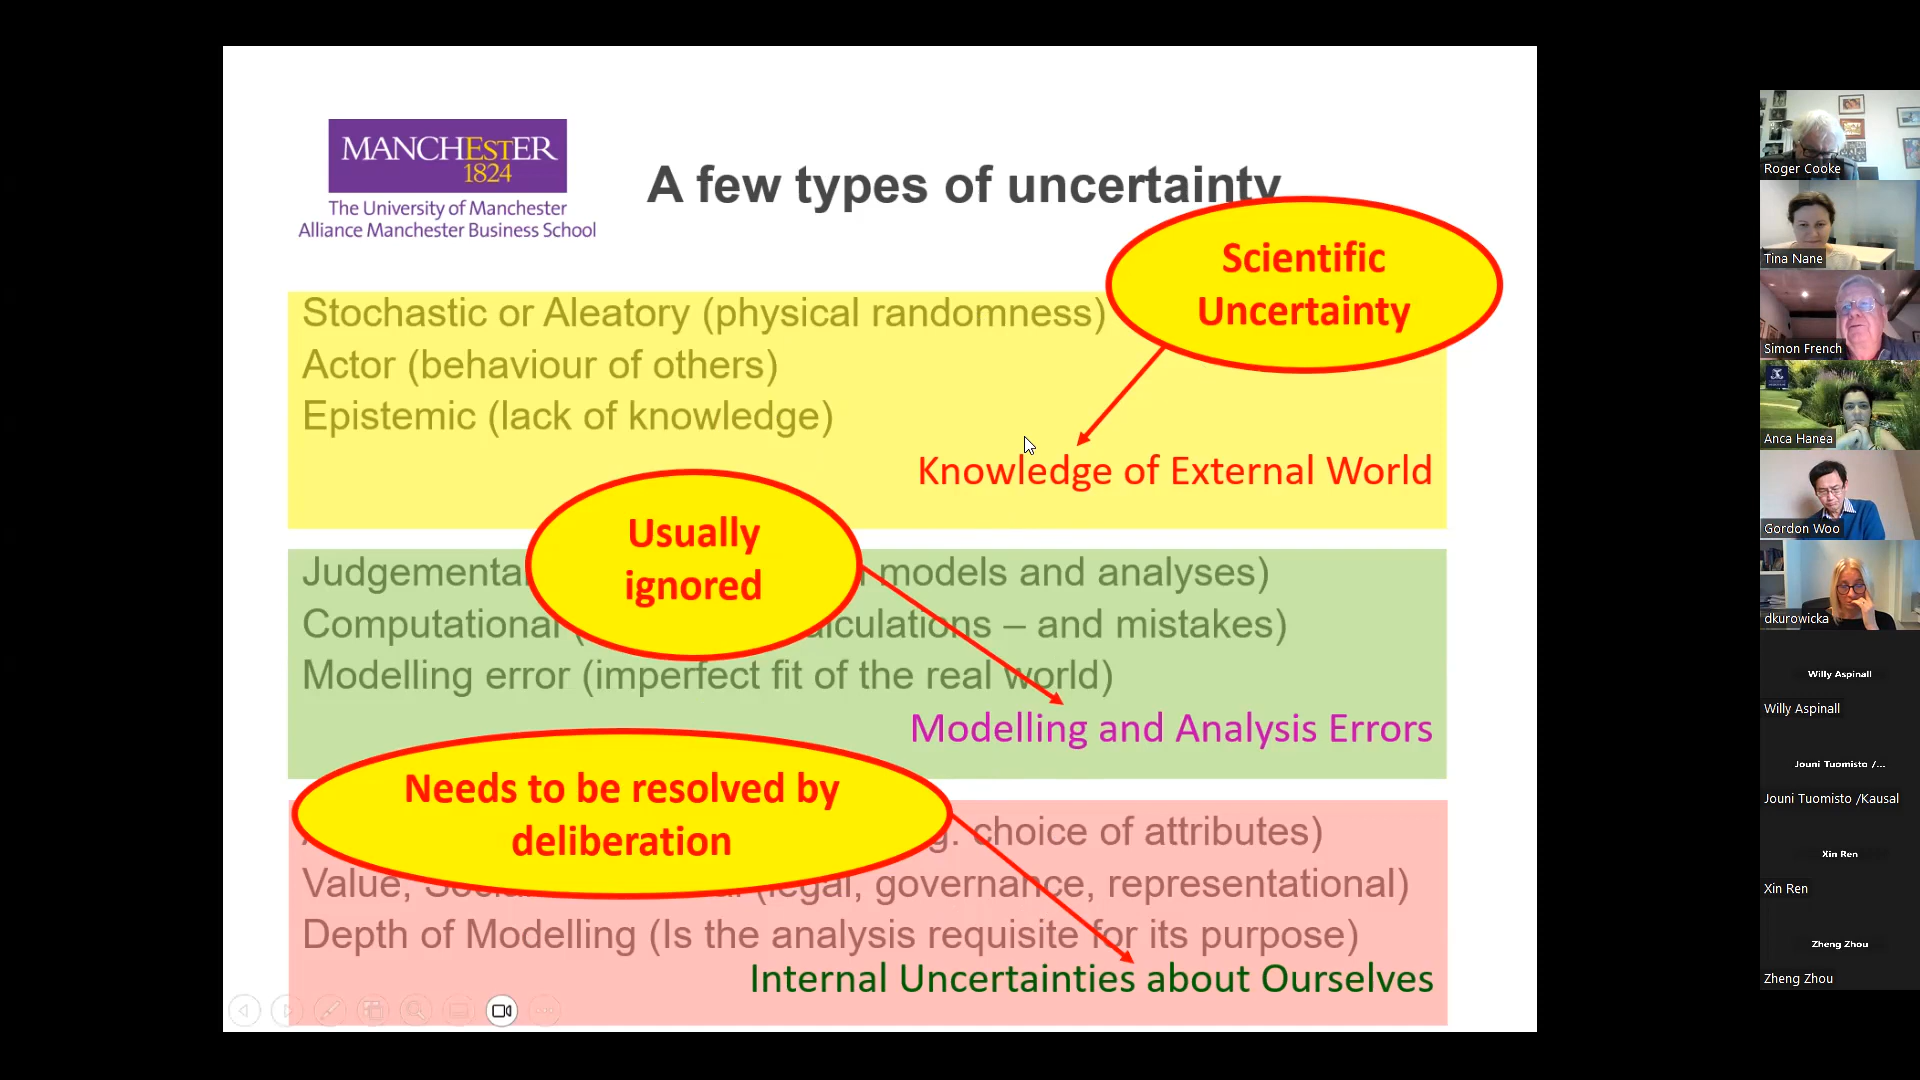 MANCHESTER
1824
The University of Manchester
Alliance Manchester Business School
A few types of uncertainty
Scientific
Uncertainty
Stochastic or Aleatory (physical randomness)
Actor (behaviour of others)
Epistemic (lack of knowledge)
Knowledge of External World
Usually
ignored
models and analyses)
Computational
– and mistakes)
Modelling error (imperfect fit of the real world)
Modelling and Analysis Errors
Needs to be resolved by
deliberation
choice of attributes)
Value, (legal, governance, representational)
Depth of Modelling (Is the analysis requisite for its purpose)
Internal Uncertainties about Ourselves
Roger Cooke
Tina Nane
Simon French
Anca Hanea
Gordon Woo
dkurowicka
Willy Aspinall
Willy Aspinall
Jouni Tuomisto /...
Jouni Tuomisto /Kausal
Xin Ren
Xin Ren
Zheng Zhou
Zheng Zhou